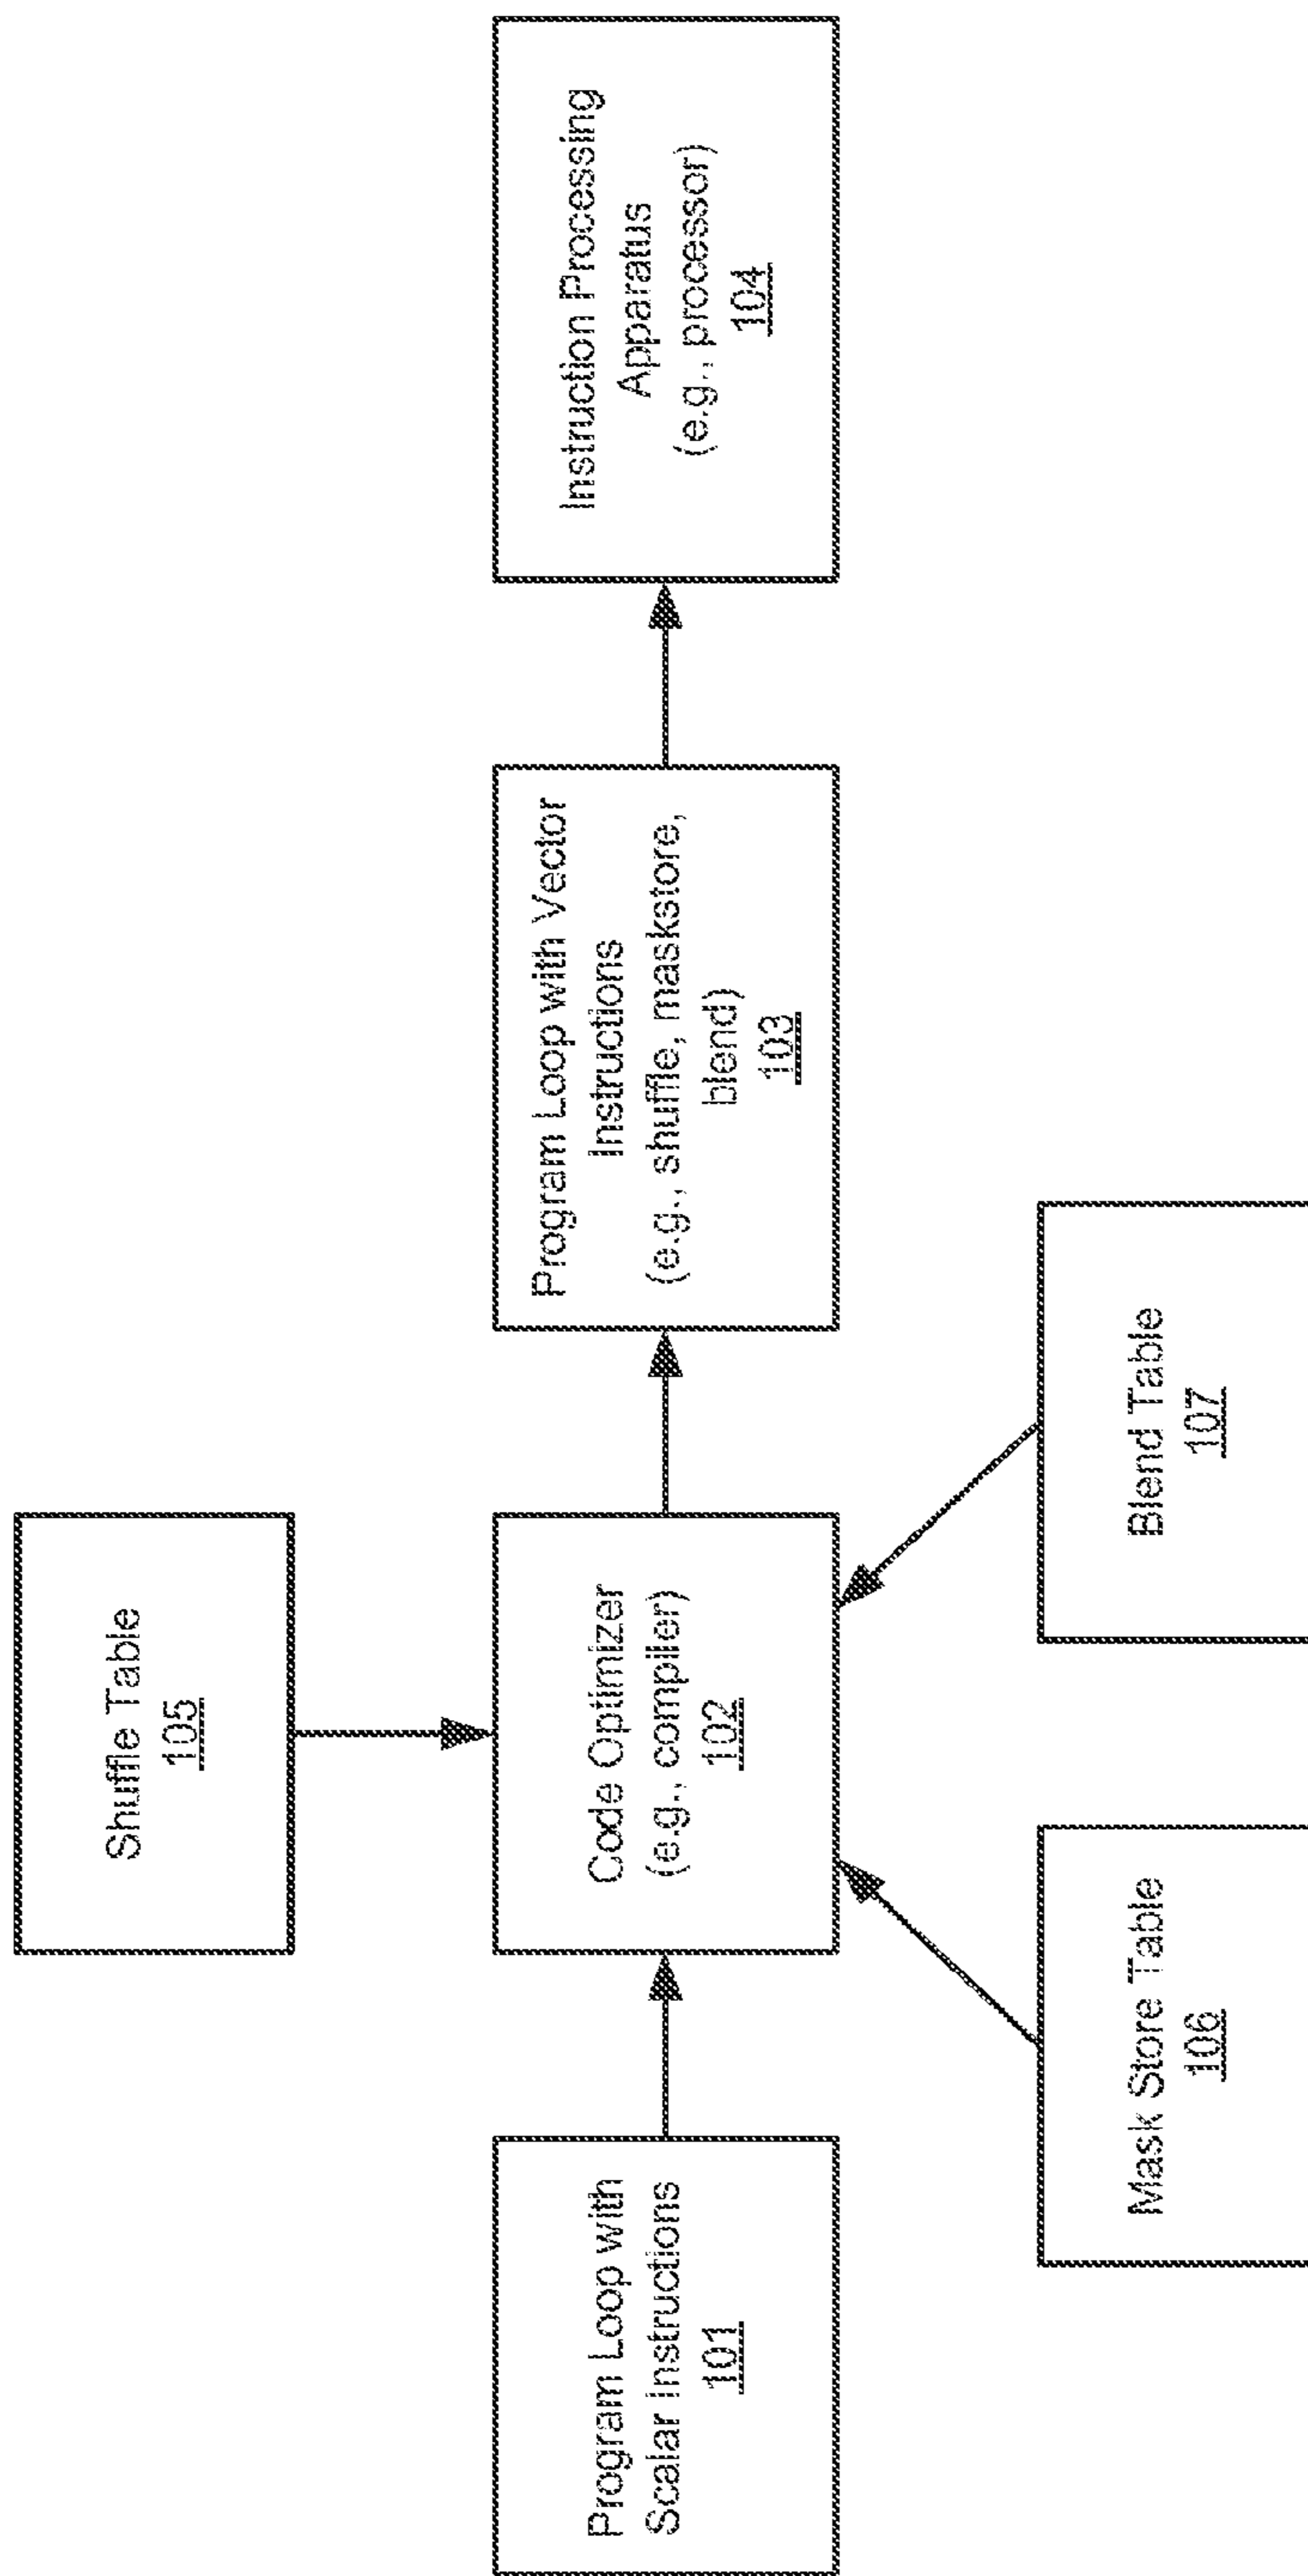 Shuffle Table
105
Program Loop with
Scalar Instructions
101
Code Optimizer
(e.g., compiler)
102
Program Loop with Vector
Instructions
(e.g., shuffle, maskstore,
blend)
103
Instruction Processing
Apparatus
(e.g., processor)
104
Mask Store Table
106
Blend Table
107